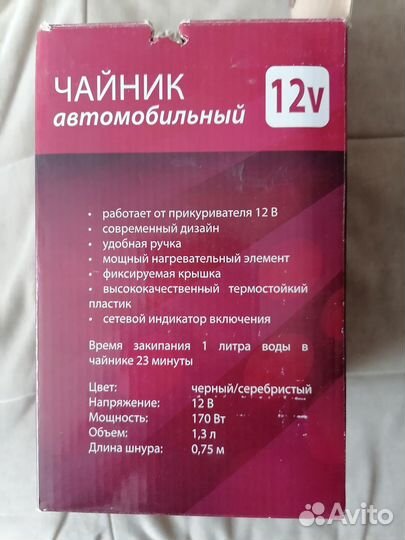 ЧАЙНИК
автомобильный
12v
• работает от прикуривателя 12 В
• современный дизайн
• удобная ручка
• мощный нагревательный элемент
• фиксируемая крышка
• высококачественный термостойкий
пластик
• сетевой индикатор включения
Время закипания 1 литра воды в
чайнике 23 минуты
Цвет: черный/серебристый
Напряжение: 12 В
Мощность: 170 Вт
Объем: 1,3 л
Длина шнура: 0,75 м
Avito